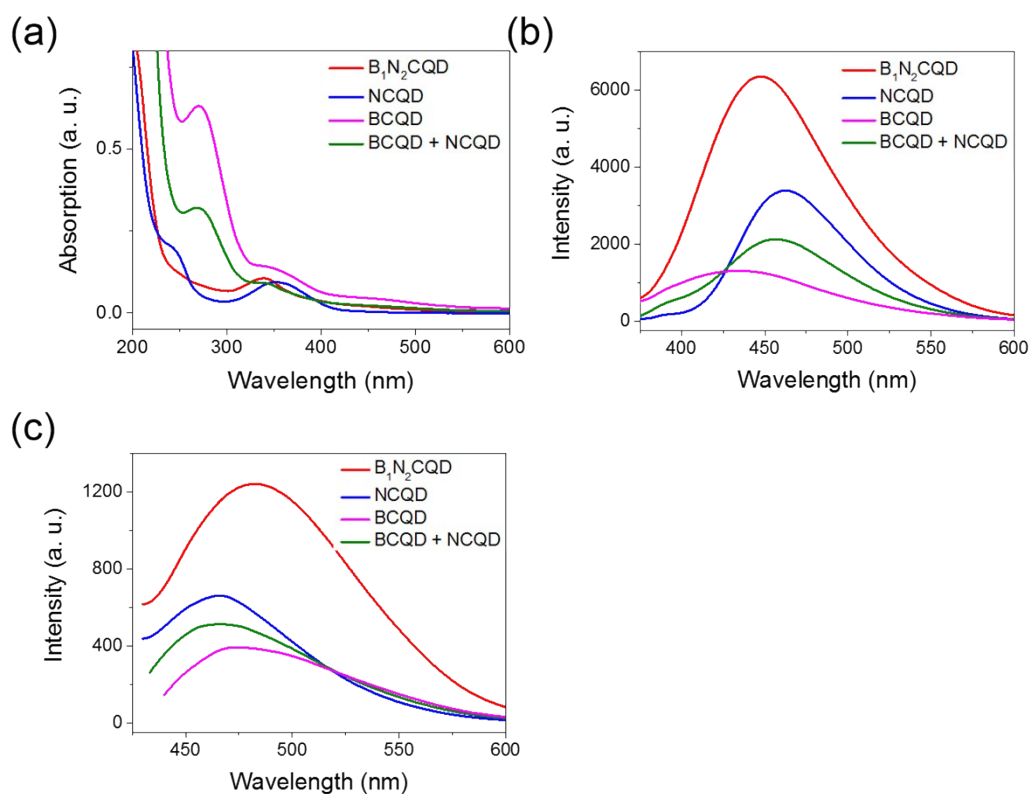 (a)
Absorption (a. u.)
0.5
0.0
200 300 400 500 600
Wavelength (nm)
B₁N₂CQD
NCQD
BCQD
BCQD + NCQD
(b)
Intensity (a. u.)
6000
4000
2000
0
400 450 500 550 600
Wavelength (nm)
B₁N₂CQD
NCQD
BCQD
BCQD + NCQD
(c)
Intensity (a. u.)
1200
800
400
0
450 500 550 600
Wavelength (nm)
B₁N₂CQD
NCQD
BCQD
BCQD + NCQD